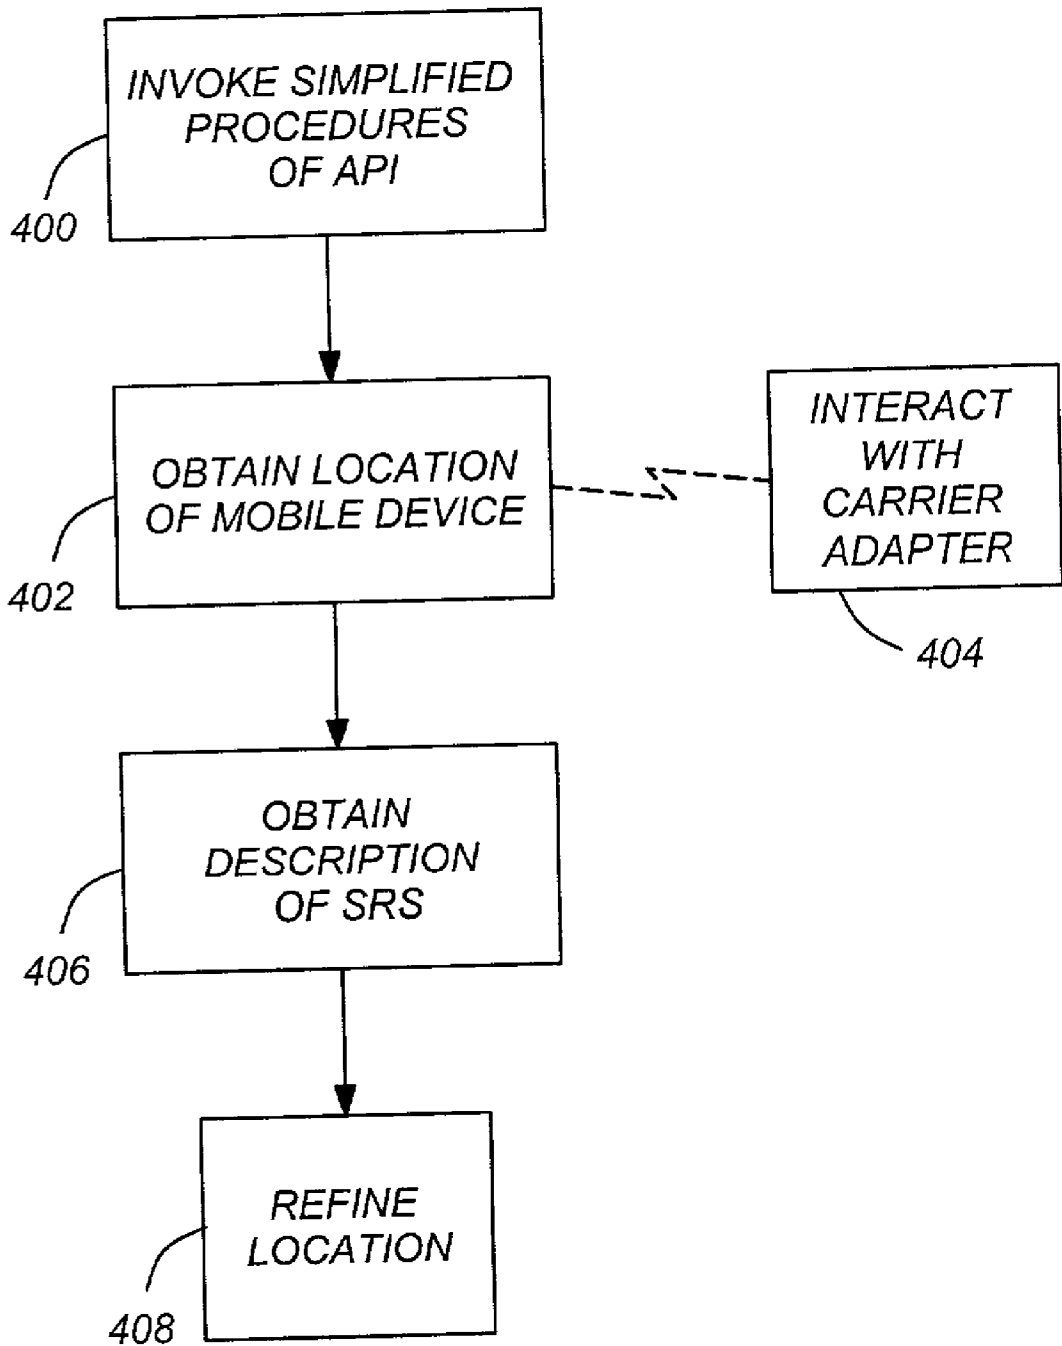 INVOKE SIMPLIFIED
PROCEDURES
OF API
400
OBTAIN LOCATION
OF MOBILE DEVICE
402
INTERACT
WITH
CARRIER
ADAPTER
404
OBTAIN
DESCRIPTION
OF SRS
406
REFINE
LOCATION
408